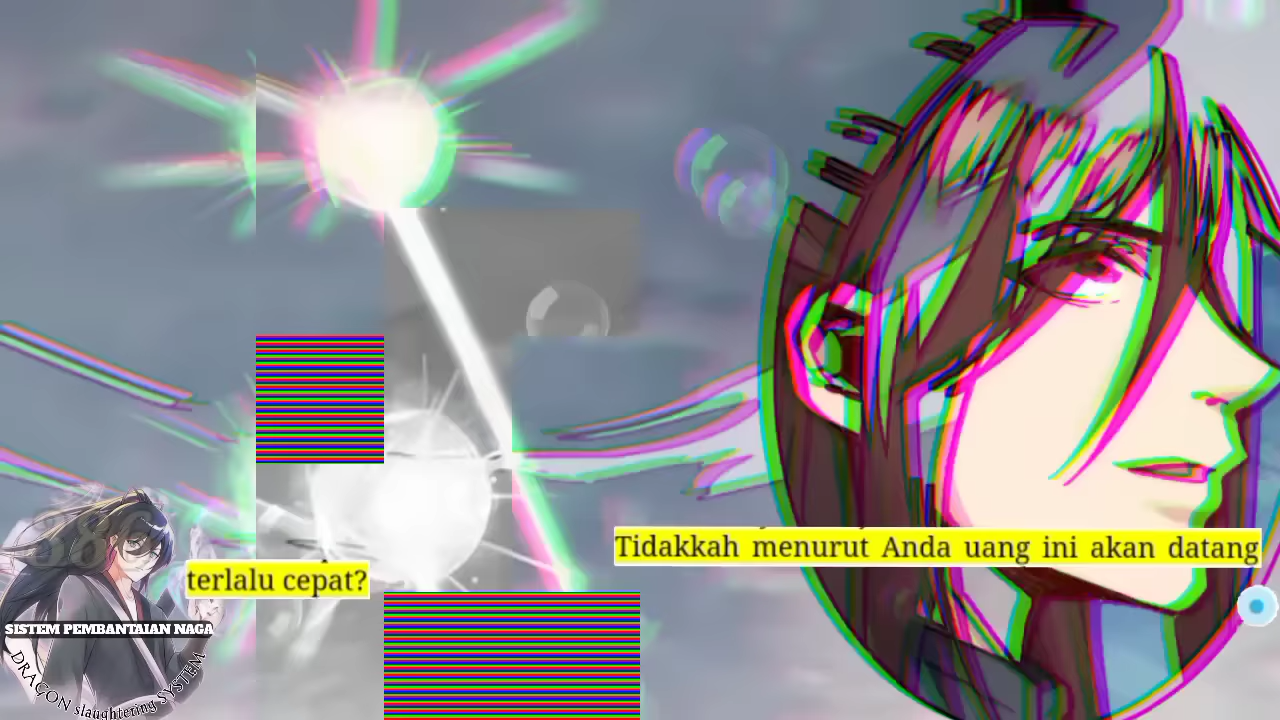 Tidakkah menurut Anda uang ini akan datang
terlalu cepat?
SISTEM PEMBANTAIAN NAGA
DRAGON slaughtering SYSTEM